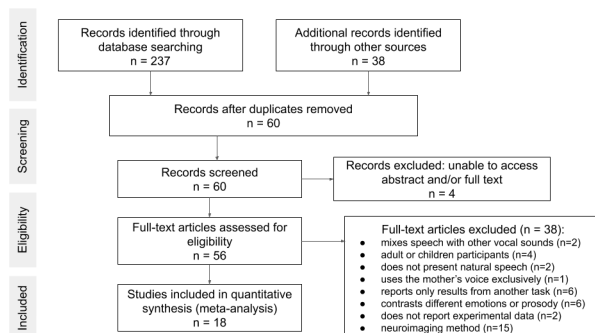 Identification
Records identified through
database searching
n = 237
Additional records identified
through other sources
n = 38
Records after duplicates removed
n = 60
Screening
Records screened
n = 60
Records excluded: unable to access
abstract and/or full text
n = 4
Eligibility
Full-text articles assessed for
eligibility
n = 56
Full-text articles excluded (n = 38):
● mixes speech with other vocal sounds (n=2)
● adult or children participants (n=4)
● does not present natural speech (n=2)
● uses the mother's voice exclusively (n=1)
● reports only results from another task (n=6)
● contrasts different emotions or prosody (n=6)
● does not report experimental data (n=2)
● neuroimaging method (n=15)
Included
Studies included in quantitative
synthesis (meta-analysis)
n = 18